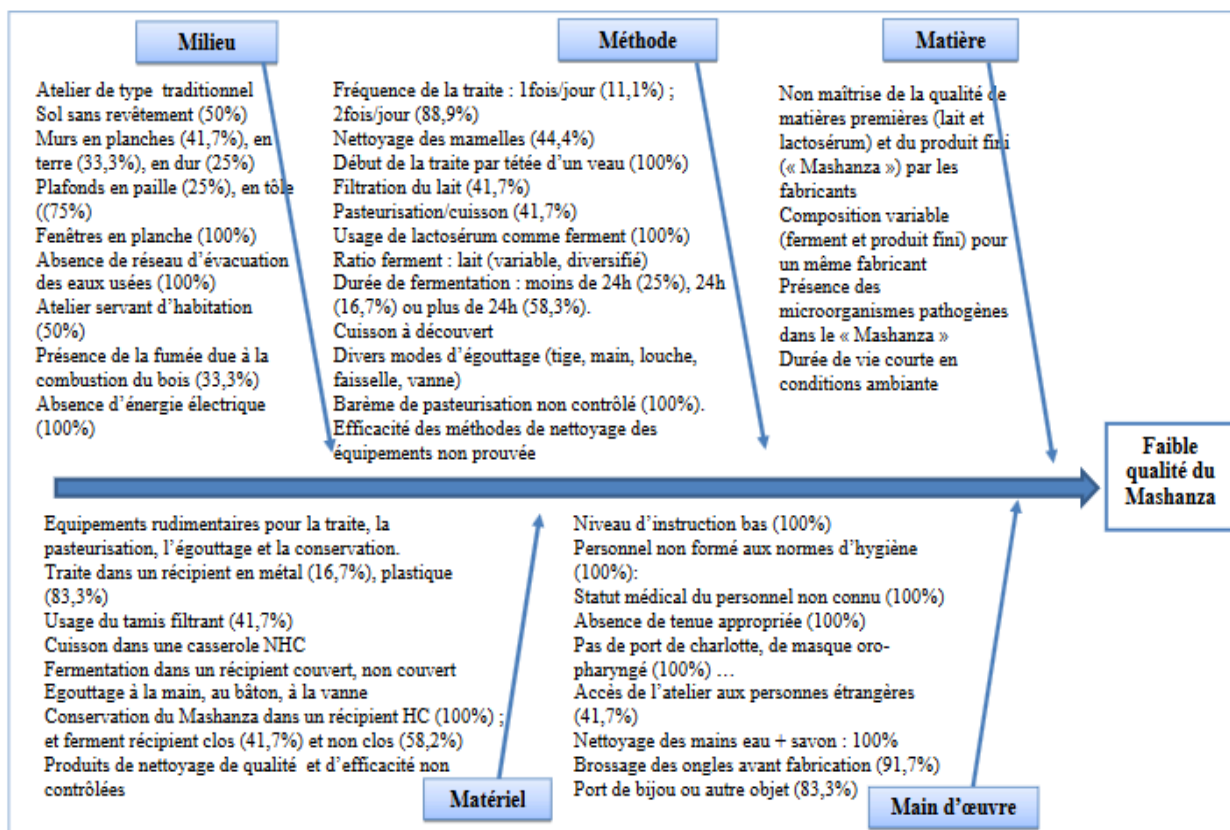 Milieu
Atelier de type traditionnel
Sol sans revêtement (50%)
Murs en planches (41,7%), en
terre (33,3%), en dur (25%)
Plafonds en paille (25%), en tôle
((75%)
Fenêtres en planche (100%)
Absence de réseau d’évacuation
des eaux usées (100%)
Atelier servant d’habitation
(50%)
Présence de la fumée due à la
combustion du bois (33,3%)
Absence d’énergie électrique
(100%)
Méthode
Fréquence de la traite : 1fois/jour (11,1%) ;
2fois/jour (88,9%)
Nettoyage des mamelles (44,4%)
Début de la traite par tétée d’un veau (100%)
Filtration du lait (41,7%)
Pasteurisation/cuisson (41,7%)
Usage de lactosérum comme ferment (100%)
Ratio ferment : lait (variable, diversifié)
Durée de fermentation : moins de 24h (25%), 24h
(16,7%) ou plus de 24h (58,3%).
Cuisson à découvert
Divers modes d’égouttage (tige, main, louche,
faisselle, vanne)
Barème de pasteurisation non contrôlé (100%).
Efficacité des méthodes de nettoyage des
équipements non prouvée
Matière
Non maîtrise de la qualité de
matières premières (lait et
lactosérum) et du produit fini
(« Mashanza ») par les
fabricants
Composition variable
(ferment et produit fini) pour
un même fabricant
Présence des
microorganismes pathogènes
dans le « Mashanza »
Durée de vie courte en
conditions ambiante
Faible
qualité du
Mashanza
Equipements rudimentaires pour la traite, la
pasteurisation, l’égouttage et la conservation.
Traite dans un récipient en métal (16,7%), plastique
(83,3%)
Usage du tamis filtrant (41,7%)
Cuisson dans une casserole NHC
Fermentation dans un récipient couvert, non couvert
Egouttage à la main, au bâton, à la vanne
Conservation du Mashanza dans un récipient HC (100%) ;
et ferment récipient clos (41,7%) et non clos (58,2%)
Produits de nettoyage de qualité et d’efficacité non
contrôlées
Matériel
Niveau d’instruction bas (100%)
Personnel non formé aux normes d’hygiène
(100%):
Statut médical du personnel non connu (100%)
Absence de tenue appropriée (100%)
Pas de port de charlotte, de masque oro-
pharyngé (100%) …
Accès de l’atelier aux personnes étrangères
(41,7%)
Nettoyage des mains eau + savon : 100%
Brossage des ongles avant fabrication (91,7%)
Port de bijou ou autre objet (83,3%)
Main d’œuvre